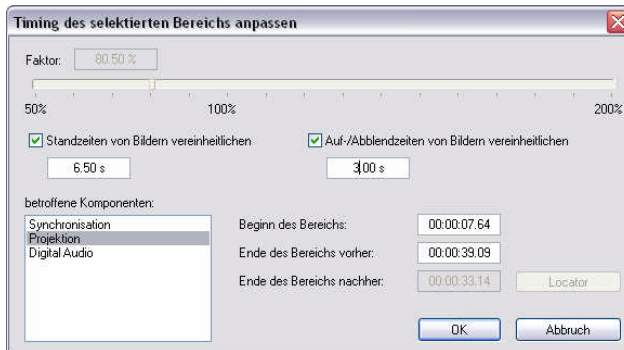 Timing des selektierten Bereichs anpassen
Faktor: 80.50 %
50% 100% 200%
Standzeiten von Bildern vereinheitlichen Auf-/Abblendzeiten von Bildern vereinheitlichen
6.50 s 3.00 s
betroffene Komponenten:
Synchronisation
Projektion
Digital Audio
Beginn des Bereichs: 00:00:07.64
Ende des Bereichs vorher: 00:00:39.09
Ende des Bereichs nachher: 00:00:33.14 Locator
OK Abbruch